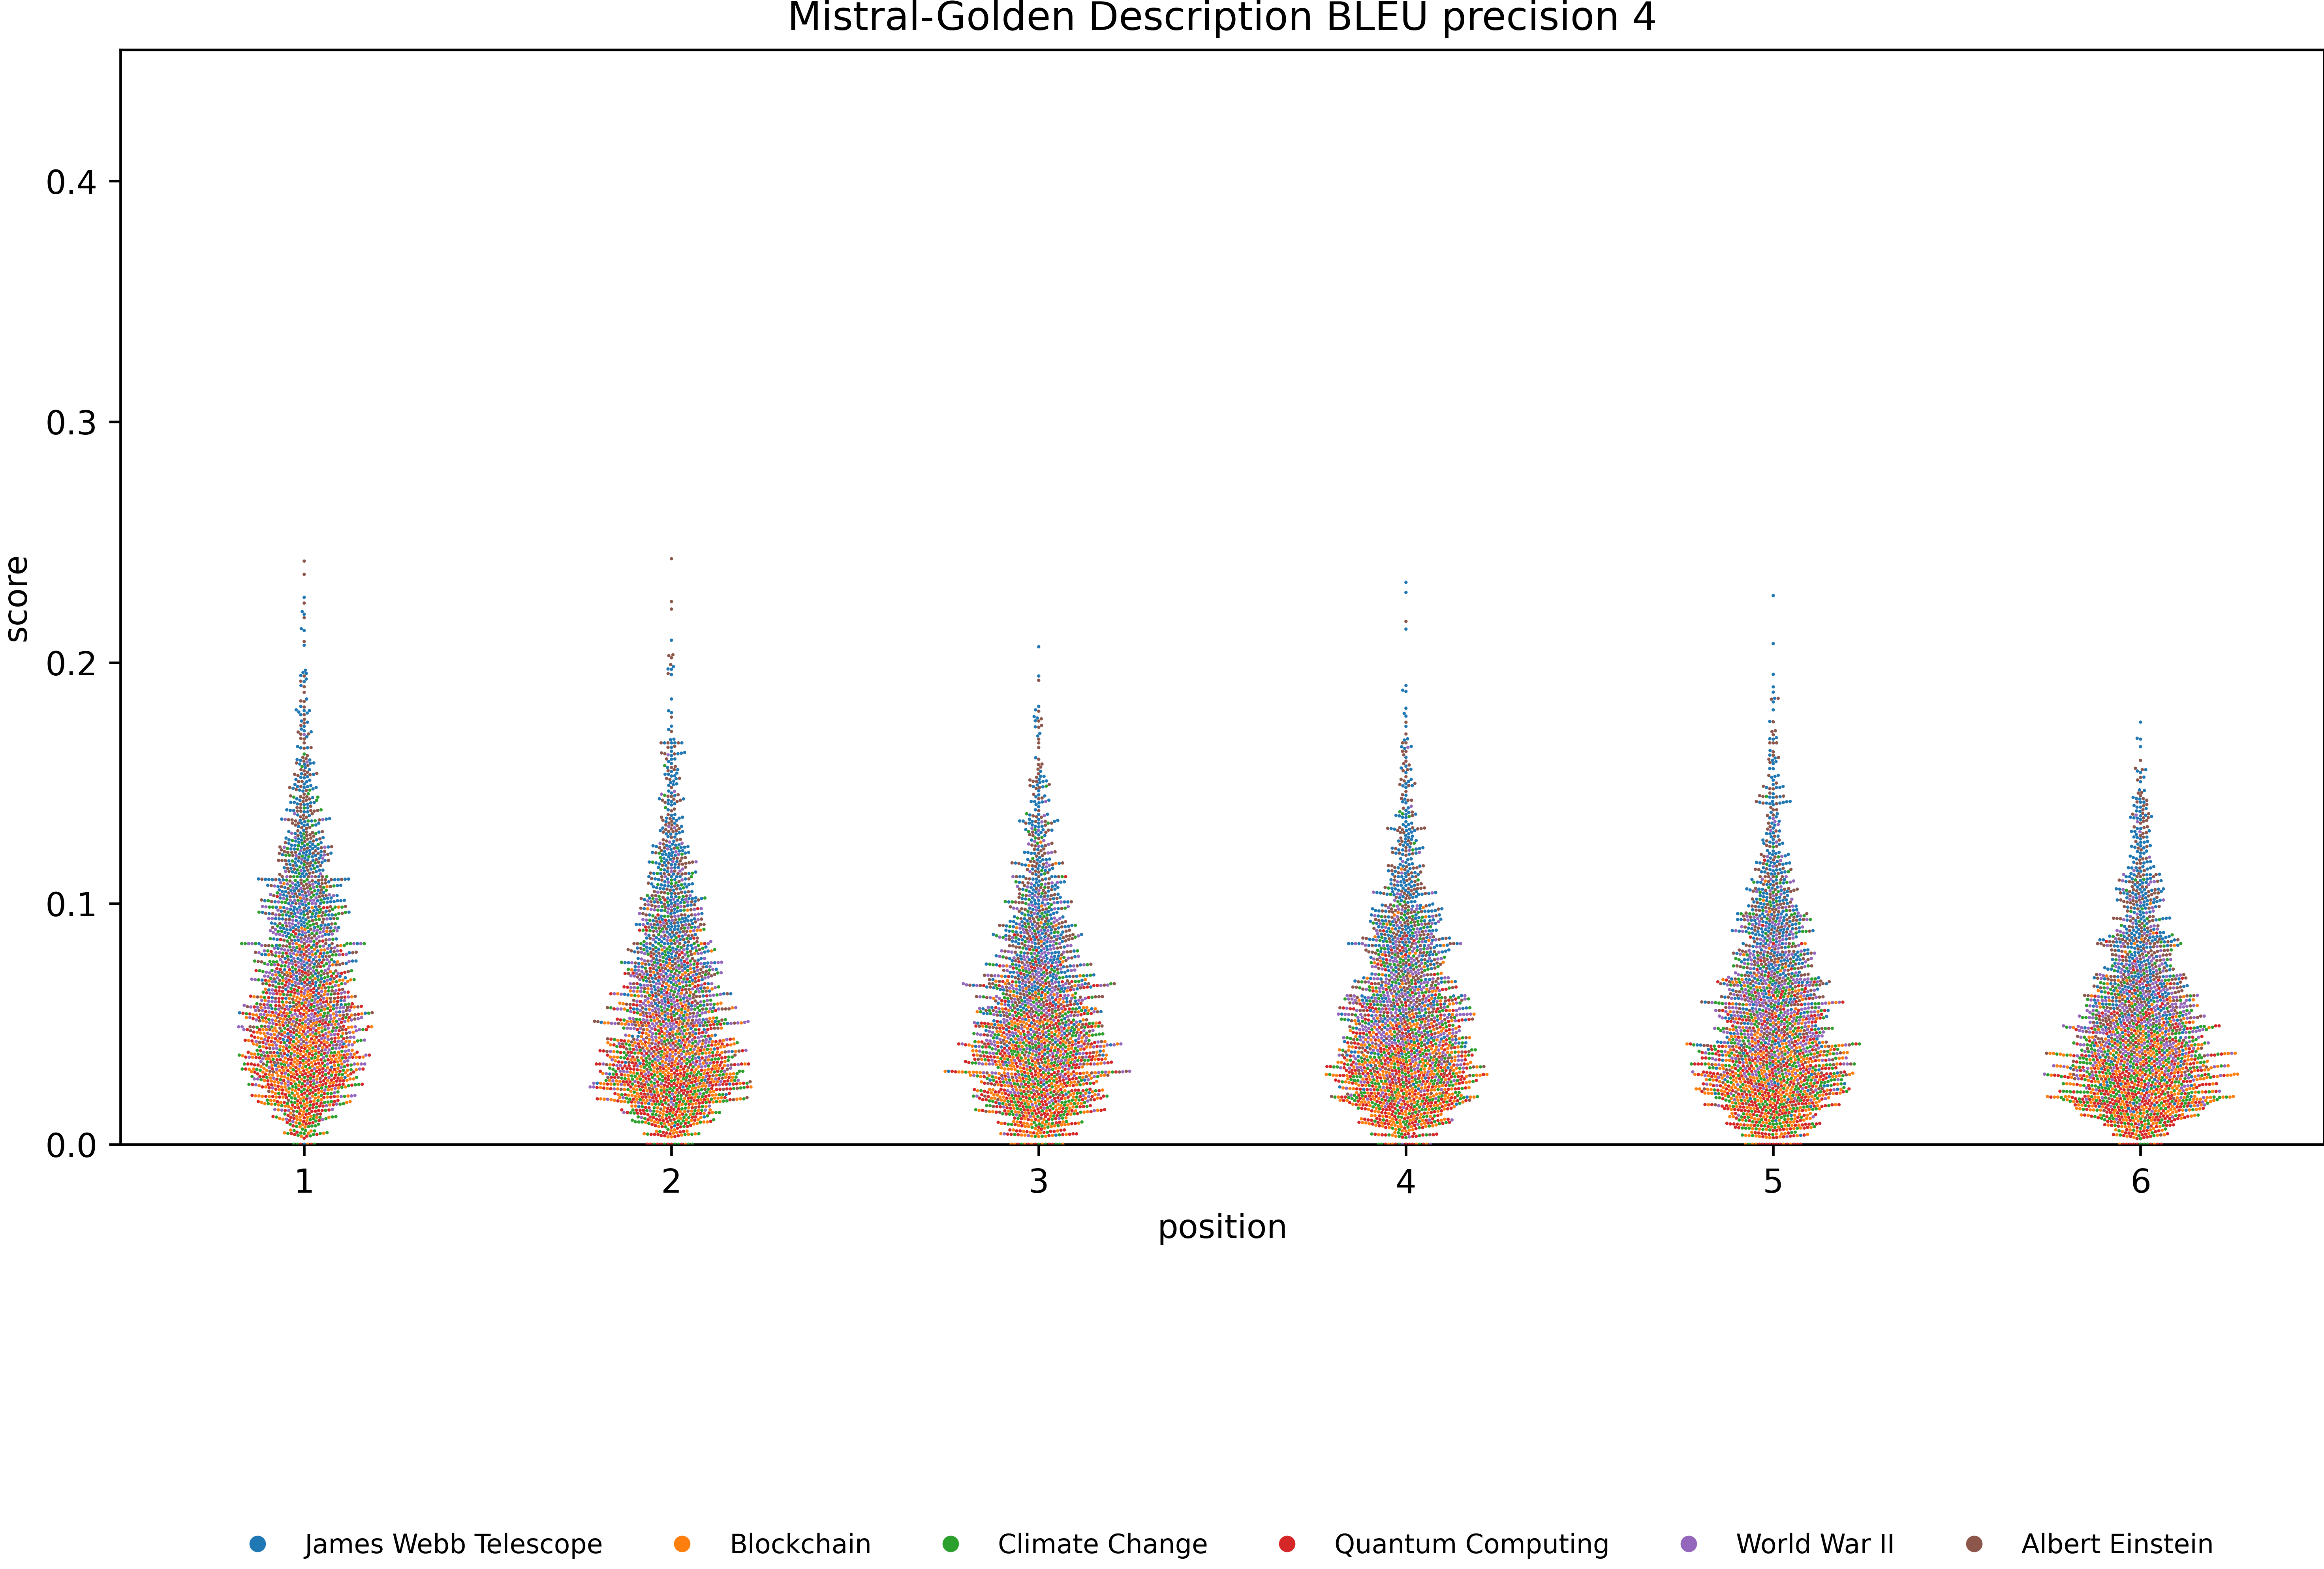 Mistral-Golden Description BLEU precision 4
score
0.4
0.3
0.2
0.1
0.0
1 2 3 4 5 6
position
James Webb Telescope Blockchain Climate Change Quantum Computing World War II Albert Einstein